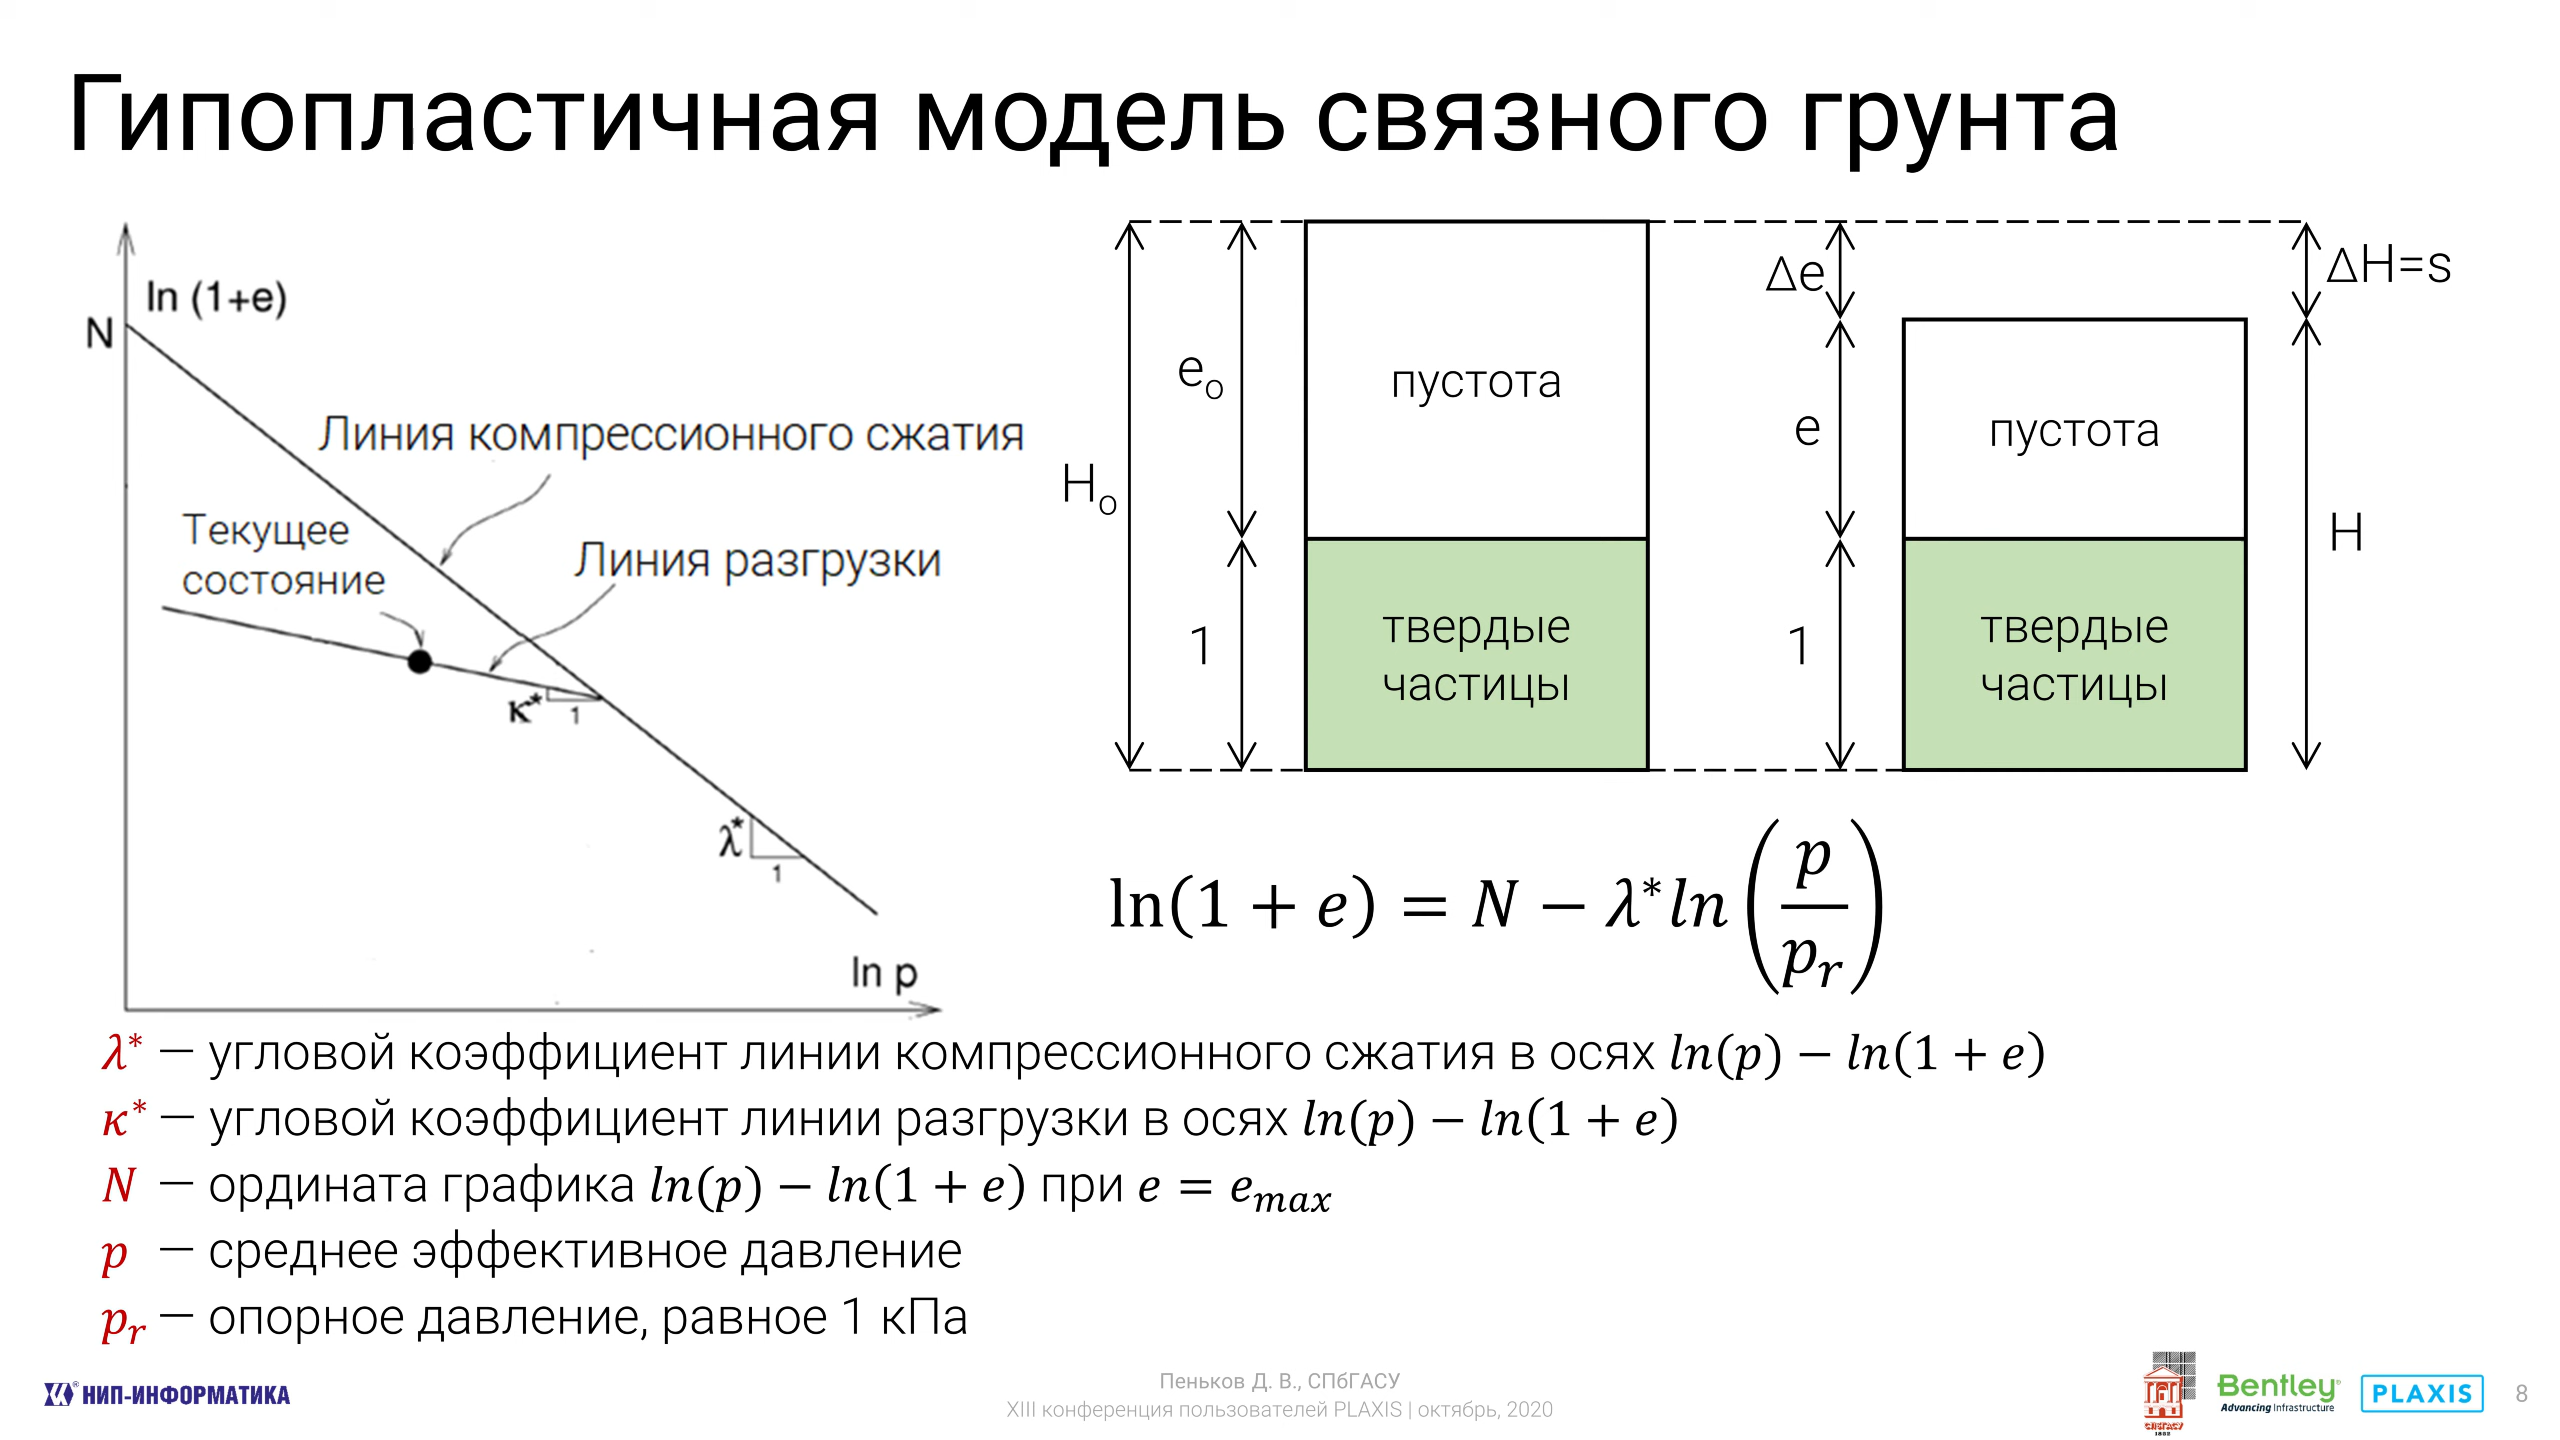 Гипопластичная модель связного грунта
ln (1+e)
N
Линия компрессионного сжатия
Текущее
состояние
Линия разгрузки
κ*
1
λ*
1
ln p
H₀
e₀
1
пустота
твердые
частицы
Δe
e
1
пустота
твердые
частицы
ΔH=s
H
ln(1 + e) = N − λ*ln(p/pᵣ)
λ* — угловой коэффициент линии компрессионного сжатия в осях ln(p) − ln(1 + e)
κ* — угловой коэффициент линии разгрузки в осях ln(p) − ln(1 + e)
N — ордината графика ln(p) − ln(1 + e) при e = eₘₐₓ
p — среднее эффективное давление
pᵣ — опорное давление, равное 1 кПа
НИП-ИНФОРМАТИКА®
Пеньков Д. В., СПбГАСУ
XIII конференция пользователей PLAXIS | октябрь, 2020
СПбГАСУ
1832
Bentley®
Advancing Infrastructure
PLAXIS
8